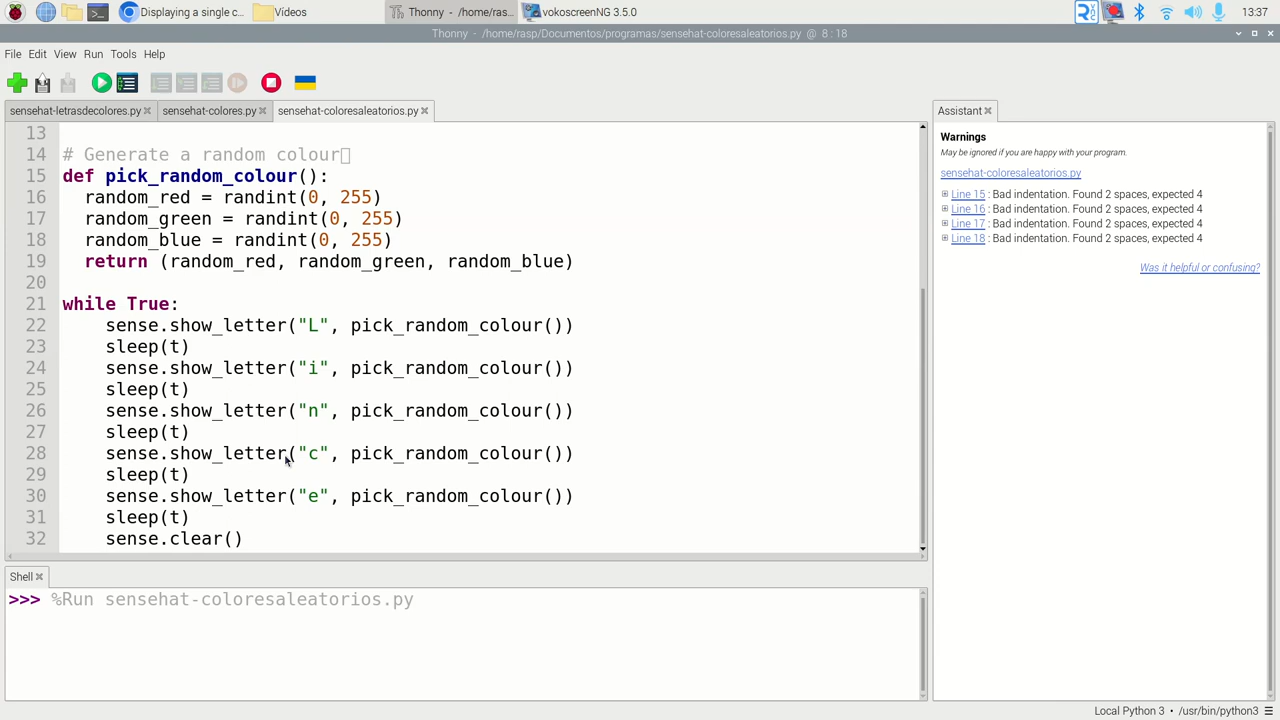 Displaying a single c...
Vídeos
Thonny - /home/ras...
vokoscreenNG 3.5.0
13:37
Thonny - /home/rasp/Documentos/programas/sensehat-coloresaleatorios.py @ 8 : 18
File Edit View Run Tools Help
sensehat-letrasdecolores.py
sensehat-colores.py
sensehat-coloresaleatorios.py
13
14 # Generate a random colour
15 def pick_random_colour():
16 random_red = randint(0, 255)
17 random_green = randint(0, 255)
18 random_blue = randint(0, 255)
19 return (random_red, random_green, random_blue)
20
21 while True:
22 sense.show_letter("L", pick_random_colour())
23 sleep(t)
24 sense.show_letter("i", pick_random_colour())
25 sleep(t)
26 sense.show_letter("n", pick_random_colour())
27 sleep(t)
28 sense.show_letter("c", pick_random_colour())
29 sleep(t)
30 sense.show_letter("e", pick_random_colour())
31 sleep(t)
32 sense.clear()
Assistant
Warnings
May be ignored if you are happy with your program.
sensehat-coloresaleatorios.py
Line 15 : Bad indentation. Found 2 spaces, expected 4
Line 16 : Bad indentation. Found 2 spaces, expected 4
Line 17 : Bad indentation. Found 2 spaces, expected 4
Line 18 : Bad indentation. Found 2 spaces, expected 4
Was it helpful or confusing?
Shell
>>> %Run sensehat-coloresaleatorios.py
Local Python 3 • /usr/bin/python3